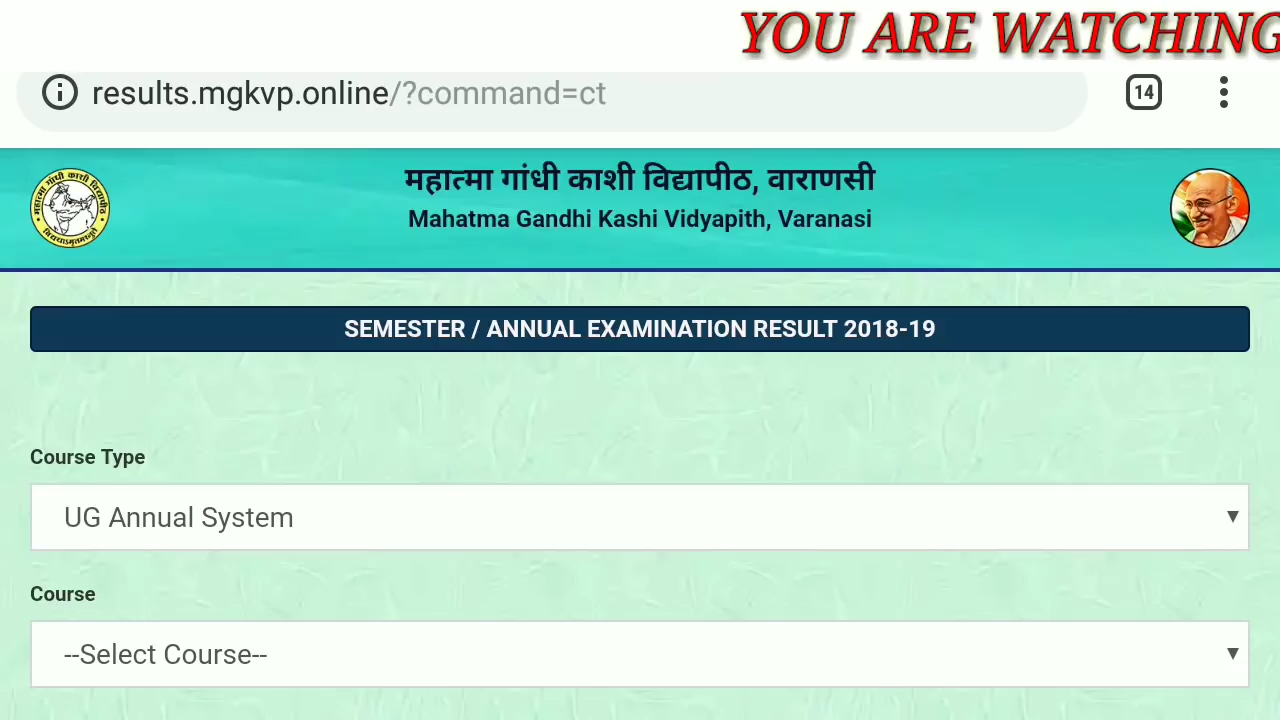 YOU ARE WATCHING
results.mgkvp.online/?command=ct
14
महात्मा गांधी काशी विद्यापीठ, वाराणसी
Mahatma Gandhi Kashi Vidyapith, Varanasi
महात्मा गांधी काशी विद्यापीठ
SEMESTER / ANNUAL EXAMINATION RESULT 2018-19
Course Type
UG Annual System
Course
--Select Course--